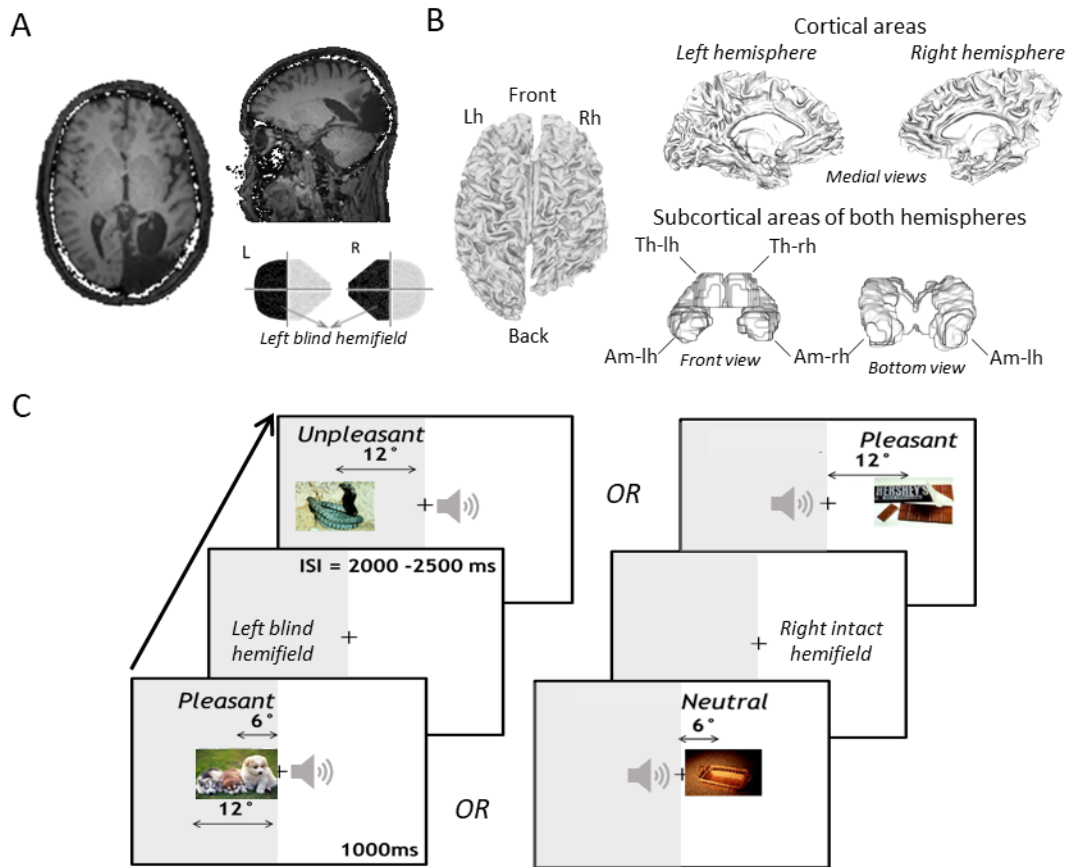 A
L
R
Left blind hemifield
B
Cortical areas
Left hemisphere
Right hemisphere
Front
Lh
Rh
Back
Medial views
Subcortical areas of both hemispheres
Th-lh
Th-rh
Am-lh
Front view
Am-rh
Bottom view
Am-lh
C
Unpleasant
12°
OR
Pleasant
12°
HERSHEY'S
ISI = 2000 -2500 ms
Left blind
hemifield
Right intact
hemifield
Pleasant
6°
12°
1000ms
OR
Neutral
6°